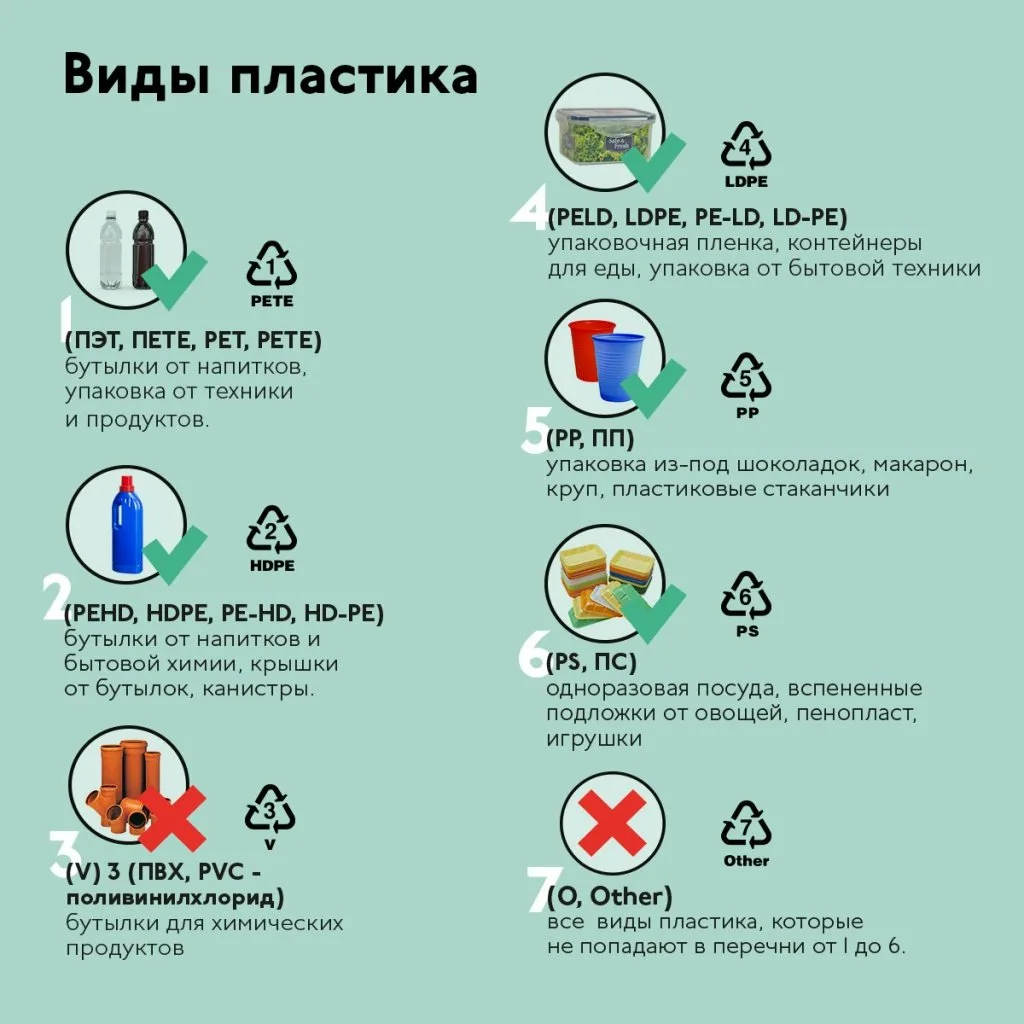 Виды пластика
1
PETE
1
(ПЭТ, ПЕТЕ, PET, PETE)
бутылки от напитков,
упаковка от техники
и продуктов.
2
HDPE
2
(PEHD, HDPE, PE-HD, HD-PE)
бутылки от напитков и
бытовой химии, крышки
от бутылок, канистры.
3
V
3
(V) 3 (ПВХ, PVC -
поливинилхлорид)
бутылки для химических
продуктов
Safe &
Fresh
4
LDPE
4
(PELD, LDPE, PE-LD, LD-PE)
упаковочная пленка, контейнеры
для еды, упаковка от бытовой техники
5
PP
5
(PP, ПП)
упаковка из-под шоколадок, макарон,
круп, пластиковые стаканчики
6
PS
6
(PS, ПС)
одноразовая посуда, вспененные
подложки от овощей, пенопласт,
игрушки
7
Other
7
(O, Other)
все виды пластика, которые
не попадают в перечни от 1 до 6.